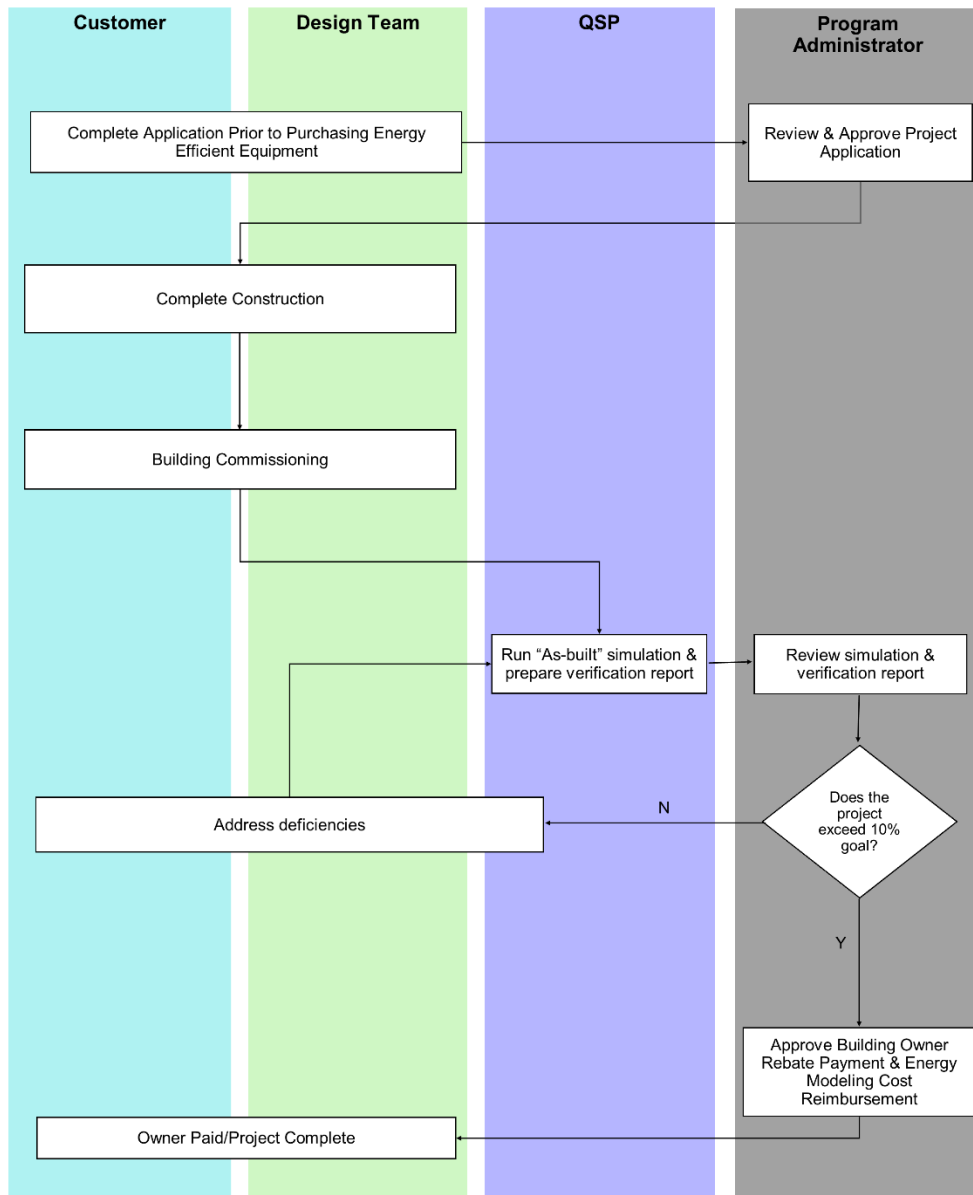 Customer
Design Team
QSP
Program
Administrator
Complete Application Prior to Purchasing Energy
Efficient Equipment
Review & Approve Project
Application
Complete Construction
Building Commissioning
Run “As-built” simulation &
prepare verification report
Review simulation &
verification report
Address deficiencies
N
Does the
project
exceed 10%
goal?
Y
Approve Building Owner
Rebate Payment & Energy
Modeling Cost
Reimbursement
Owner Paid/Project Complete